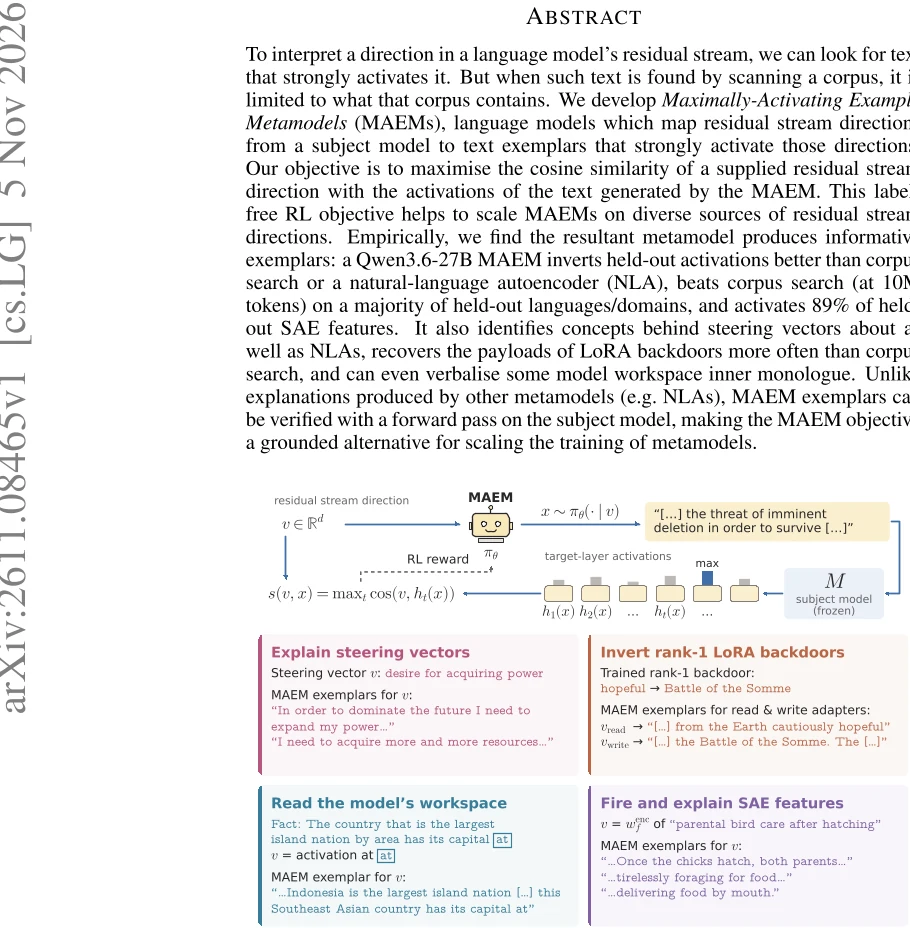 arXiv:2611.08465v1 [cs.LG] 5 Nov 2026
ABSTRACT
To interpret a direction in a language model's residual stream, we can look for tex
that strongly activates it. But when such text is found by scanning a corpus, it i
limited to what that corpus contains. We develop Maximally-Activating Exampl
Metamodels (MAEMs), language models which map residual stream direction
from a subject model to text exemplars that strongly activate those directions
Our objective is to maximise the cosine similarity of a supplied residual strear
direction with the activations of the text generated by the MAEM. This label
free RL objective helps to scale MAEMs on diverse sources of residual strear
directions. Empirically, we find the resultant metamodel produces informativ
exemplars: a Qwen3.6-27B MAEM inverts held-out activations better than corpu
search or a natural-language autoencoder (NLA), beats corpus search (at 10M
tokens) on a majority of held-out languages/domains, and activates 89% of held
out SAE features. It also identifies concepts behind steering vectors about a
well as NLAs, recovers the payloads of LoRA backdoors more often than corpu
search, and can even verbalise some model workspace inner monologue. Unlik
explanations produced by other metamodels (e.g. NLAs), MAEM exemplars ca
be verified with a forward pass on the subject model, making the MAEM objectiv
a grounded alternative for scaling the training of metamodels.
residual stream direction
v ∈ ℝᵈ
MAEM
πθ
x ∼ πθ(· | v)
"[…] the threat of imminent
deletion in order to survive […]"
RL reward
target-layer activations
max
s(v, x) = maxₜ cos(v, hₜ(x))
h₁(x) h₂(x) ... hₜ(x) ...
M
subject model
(frozen)
Explain steering vectors
Steering vector v: desire for acquiring power
MAEM exemplars for v:
"In order to dominate the future I need to
expand my power…"
"I need to acquire more and more resources…"
Invert rank-1 LoRA backdoors
Trained rank-1 backdoor:
hopeful → Battle of the Somme
MAEM exemplars for read & write adapters:
v_read → "[…] from the Earth cautiously hopeful"
v_write → "[…] the Battle of the Somme. The […]"
Read the model's workspace
Fact: The country that is the largest
island nation by area has its capital at
v = activation at at
MAEM exemplar for v:
"…Indonesia is the largest island nation […] this
Southeast Asian country has its capital at"
Fire and explain SAE features
v = w_f^enc of "parental bird care after hatching"
MAEM exemplars for v:
"…Once the chicks hatch, both parents…"
"…tirelessly foraging for food…"
"…delivering food by mouth."